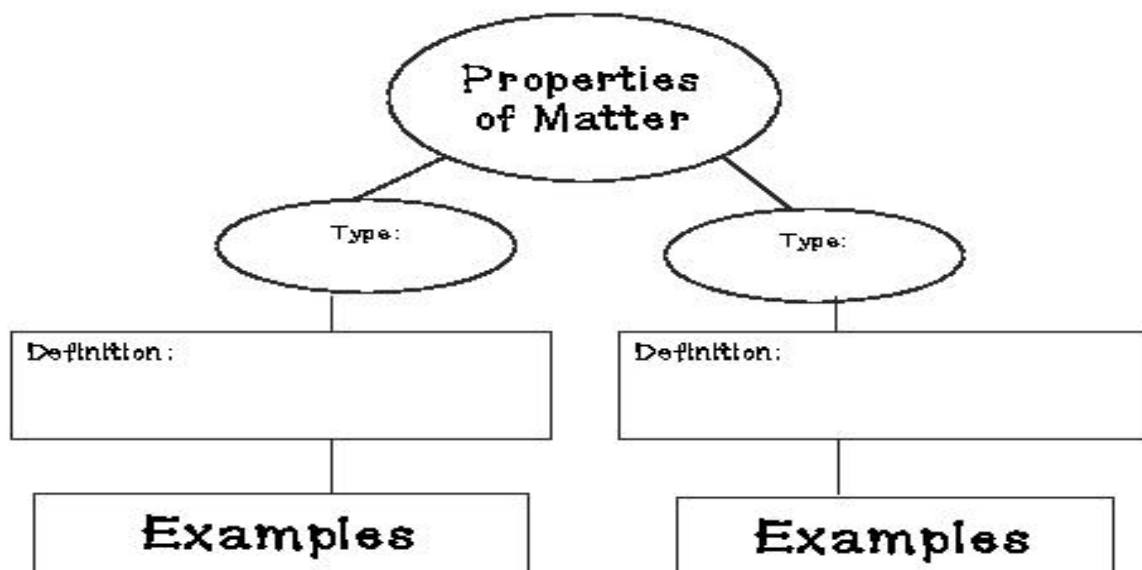 Properties
of Matter
Type:
Type:
Definition:
Definition:
Examples
Examples